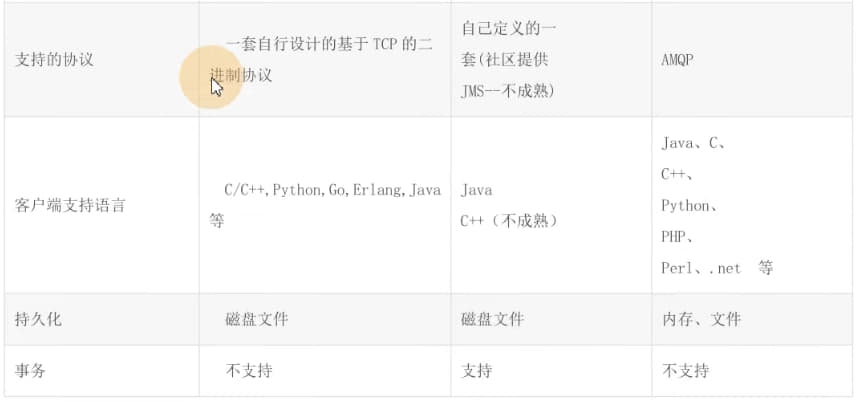 支持的协议
一套自行设计的基于 TCP 的二
进制协议
自己定义的一
套(社区提供
JMS--不成熟)
AMQP
客户端支持语言
C/C++,Python,Go,Erlang,Java
等
Java
C++（不成熟）
Java、C、
C++、
Python、
PHP、
Perl、.net 等
持久化
磁盘文件
磁盘文件
内存、文件
事务
不支持
支持
不支持